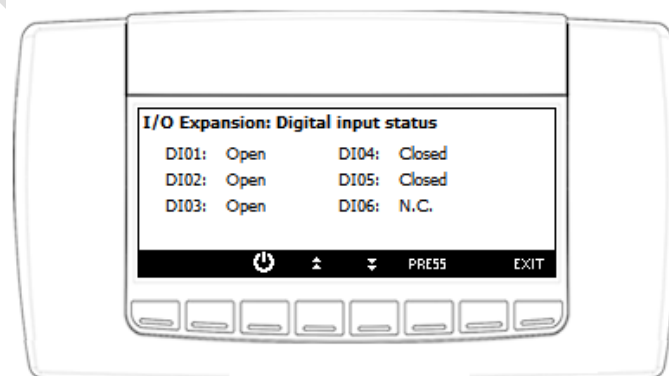 I/O Expansion: Digital input status
DI01: Open DI04: Closed
DI02: Open DI05: Closed
DI03: Open DI06: N.C.
PRESS EXIT